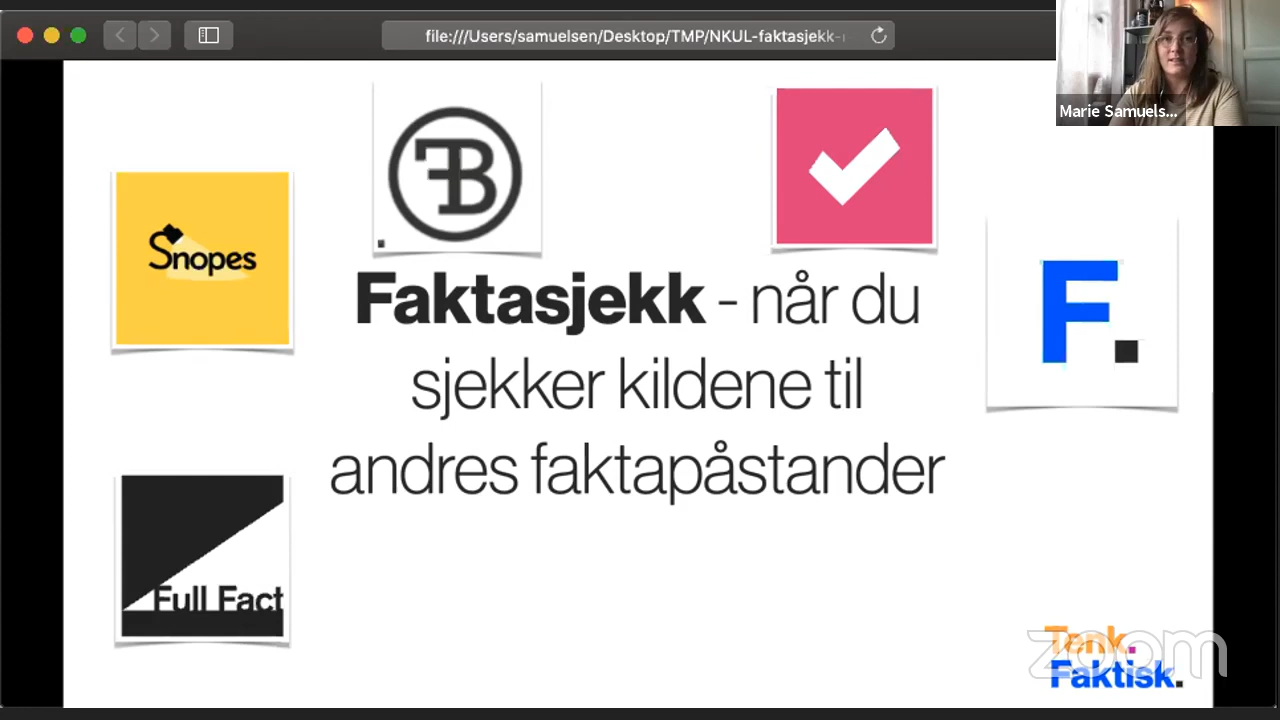 file:///Users/samuelsen/Desktop/TMP/NKUL-faktasjekk-
Marie Samuels...
Snopes
F.
Faktasjekk - når du
sjekker kildene til
andres faktapåstander
Full Fact
Tenk.
Faktisk.
zoom